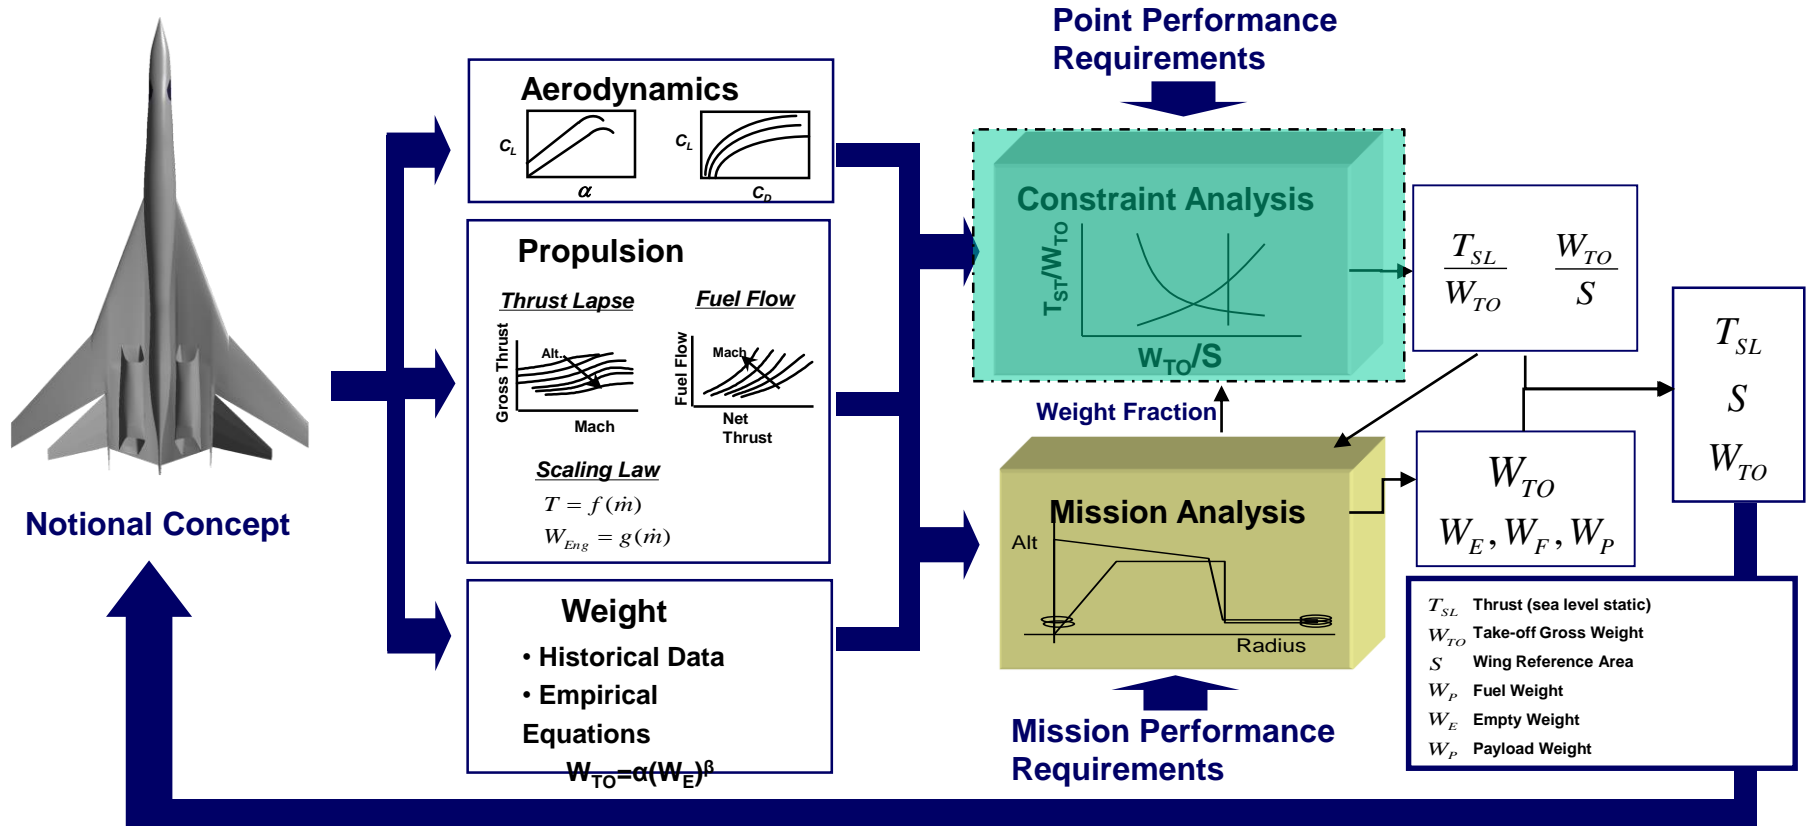 Point Performance
Requirements
Aerodynamics
C_L
α
C_L
C_D
Propulsion
Thrust Lapse
Fuel Flow
Gross Thrust
Alt.
Mach
Fuel Flow
Mach
Net
Thrust
Scaling Law
T = f(ṁ)
W_Eng = g(ṁ)
Weight
• Historical Data
• Empirical
Equations
W_TO=α(W_E)^β
Notional Concept
Constraint Analysis
T_ST/W_TO
W_TO/S
Weight Fraction
Mission Analysis
Alt
Radius
Mission Performance
Requirements
T_SL/W_TO W_TO/S
W_TO
W_E, W_F, W_P
T_SL
S
W_TO
T_SL Thrust (sea level static)
W_TO Take-off Gross Weight
S Wing Reference Area
W_P Fuel Weight
W_E Empty Weight
W_P Payload Weight